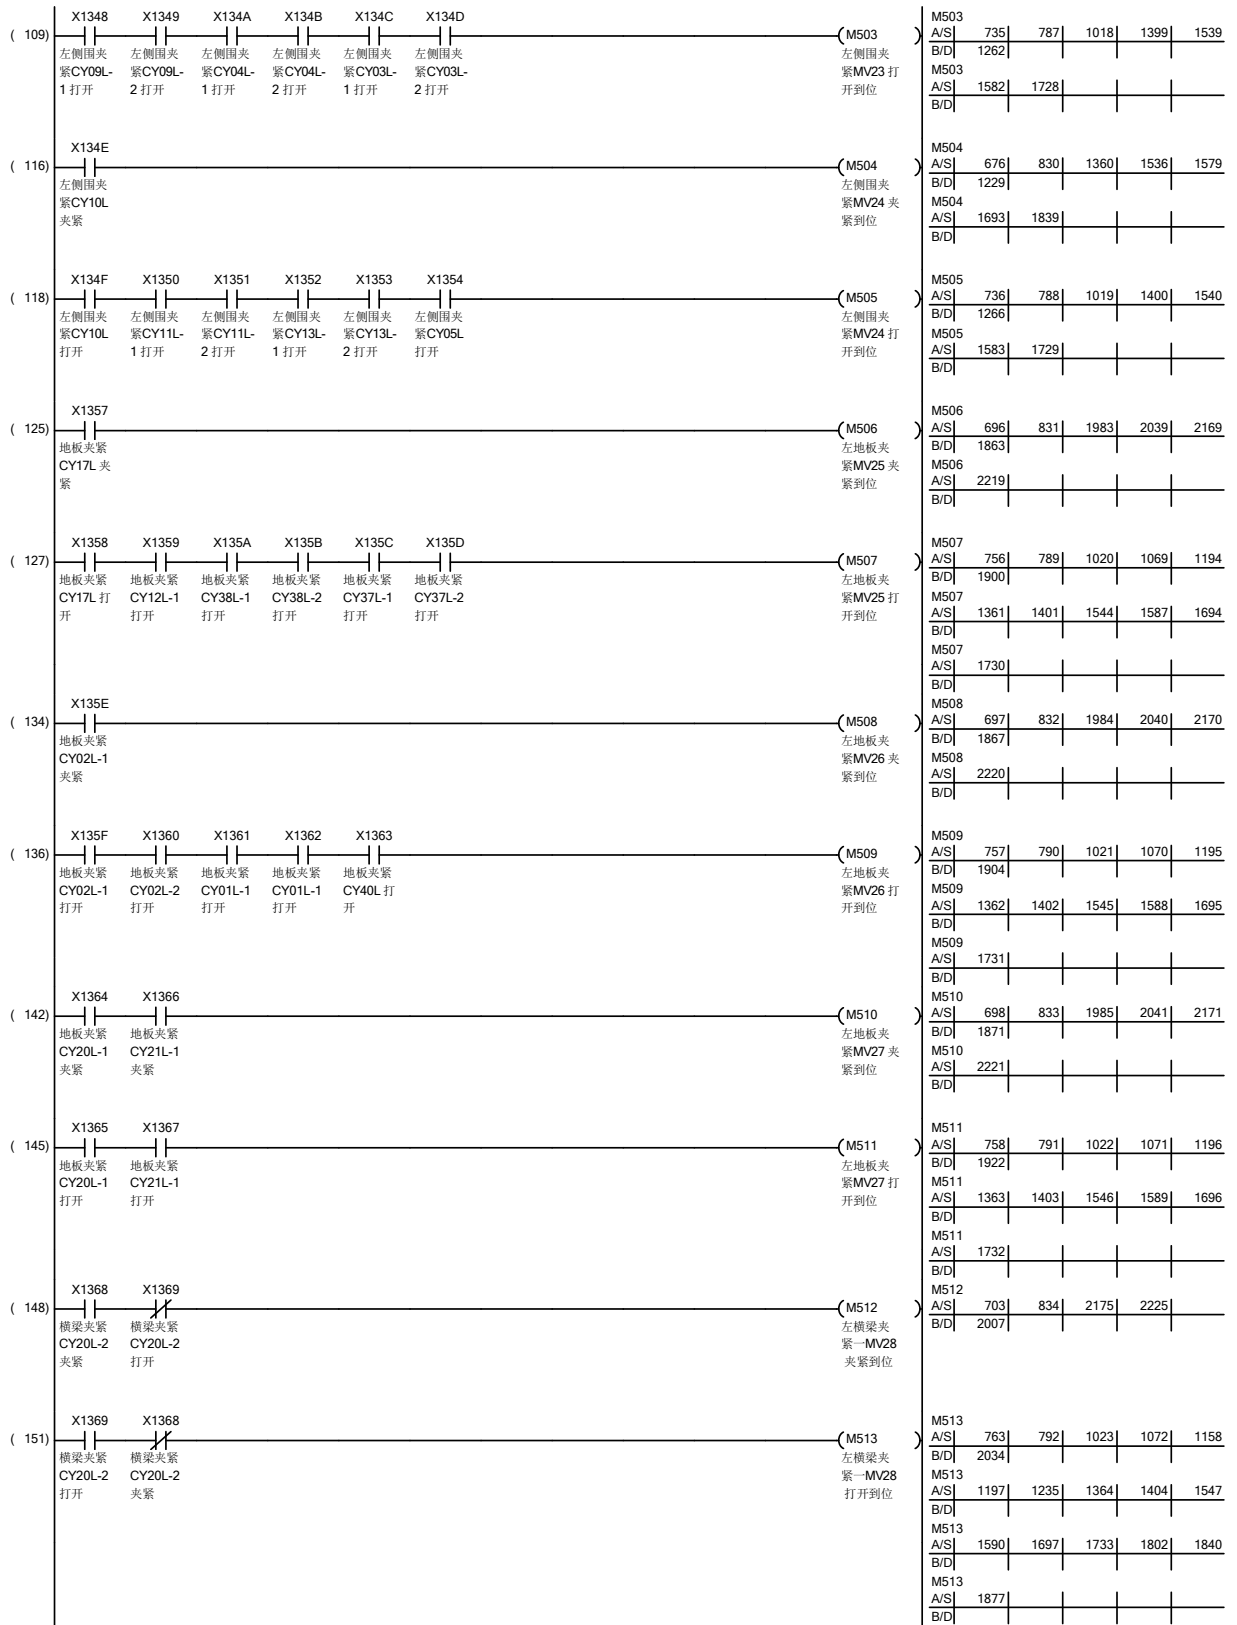 X1348 X1349 X134A X134B X134C X134D M503
( 109) M503 A/S 735 787 1018 1399 1539
左侧围夹 左侧围夹 左侧围夹 左侧围夹 左侧围夹 左侧围夹 左侧围夹 B/D 1262
紧CY09L- 紧CY09L- 紧CY04L- 紧CY04L- 紧CY03L- 紧CY03L- 紧MV23 打 M503
1 打开 2 打开 1 打开 2 打开 1 打开 2 打开 开到位 A/S 1582 1728
B/D
X134E M504
( 116) M504 A/S 676 830 1360 1536 1579
左侧围夹 左侧围夹 B/D 1229
紧CY10L 紧MV24 夹 M504
夹紧 紧到位 A/S 1693 1839
B/D
X134F X1350 X1351 X1352 X1353 X1354 M505
( 118) M505 A/S 736 788 1019 1400 1540
左侧围夹 左侧围夹 左侧围夹 左侧围夹 左侧围夹 左侧围夹 左侧围夹 B/D 1266
紧CY10L 紧CY11L- 紧CY11L- 紧CY13L- 紧CY13L- 紧CY05L 紧MV24 打 M505
打开 1 打开 2 打开 1 打开 2 打开 打开 开到位 A/S 1583 1729
B/D
X1357 M506
( 125) M506 A/S 696 831 1983 2039 2169
地板夹紧 左地板夹 B/D 1863
CY17L 夹 紧MV25 夹 M506
紧 紧到位 A/S 2219
B/D
X1358 X1359 X135A X135B X135C X135D M507
( 127) M507 A/S 756 789 1020 1069 1194
地板夹紧 地板夹紧 地板夹紧 地板夹紧 地板夹紧 地板夹紧 左地板夹 B/D 1900
CY17L 打 CY12L-1 CY38L-1 CY38L-2 CY37L-1 CY37L-2 紧MV25 打 M507
开 打开 打开 打开 打开 打开 开到位 A/S 1361 1401 1544 1587 1694
B/D
M507
A/S 1730
B/D
X135E M508
( 134) M508 A/S 697 832 1984 2040 2170
地板夹紧 左地板夹 B/D 1867
CY02L-1 紧MV26 夹 M508
夹紧 紧到位 A/S 2220
B/D
X135F X1360 X1361 X1362 X1363 M509
( 136) M509 A/S 757 790 1021 1070 1195
地板夹紧 地板夹紧 地板夹紧 地板夹紧 地板夹紧 左地板夹 B/D 1904
CY02L-1 CY02L-2 CY01L-1 CY01L-1 CY40L 打 紧MV26 打 M509
打开 打开 打开 打开 开 开到位 A/S 1362 1402 1545 1588 1695
B/D
M509
A/S 1731
B/D
X1364 X1366 M510
( 142) M510 A/S 698 833 1985 2041 2171
地板夹紧 地板夹紧 左地板夹 B/D 1871
CY20L-1 CY21L-1 紧MV27 夹 M510
夹紧 夹紧 紧到位 A/S 2221
B/D
X1365 X1367 M511
( 145) M511 A/S 758 791 1022 1071 1196
地板夹紧 地板夹紧 左地板夹 B/D 1922
CY20L-1 CY21L-1 紧MV27 打 M511
打开 打开 开到位 A/S 1363 1403 1546 1589 1696
B/D
M511
A/S 1732
B/D
X1368 X1369 M512
( 148) M512 A/S 703 834 2175 2225
横梁夹紧 横梁夹紧 左横梁夹 B/D 2007
CY20L-2 CY20L-2 紧一MV28
夹紧 打开 夹紧到位
X1369 X1368 M513
( 151) M513 A/S 763 792 1023 1072 1158
横梁夹紧 横梁夹紧 左横梁夹 B/D 2034
CY20L-2 CY20L-2 紧一MV28 M513
打开 夹紧 打开到位 A/S 1197 1235 1364 1404 1547
B/D
M513
A/S 1590 1697 1733 1802 1840
B/D
M513
A/S 1877
B/D